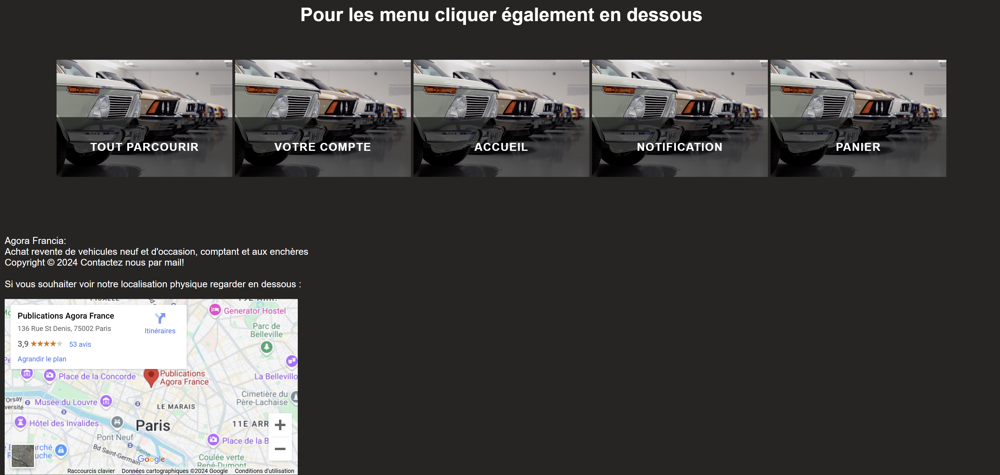 Pour les menu cliquer également en dessous
TOUT PARCOURIR
VOTRE COMPTE
ACCUEIL
NOTIFICATION
PANIER
Agora Francia:
Achat revente de vehicules neuf et d'occasion, comptant et aux enchères
Copyright © 2024 Contactez nous par mail!
Si vous souhaiter voir notre localisation physique regarder en dessous :
Publications Agora France
136 Rue St Denis, 75002 Paris
3,9
53 avis
Agrandir le plan
Itinéraires
Generator Hostel
Parc de
Belleville
Place de la Concorde
Publications
Agora France
La Bellevillo
Cimetière du
Père-Lachaise
'Orsay
versité
Musée du Louvre
LE MARAIS
Hôtel des Invalides
Paris
11E ARR
Pont Neuf
Place de la B
Bd Saint-Germain
Seine
Google
Coulée verte
René-Dumont
Raccourcis clavier
Données cartographiques ©2024 Google
Conditions d'utilisation